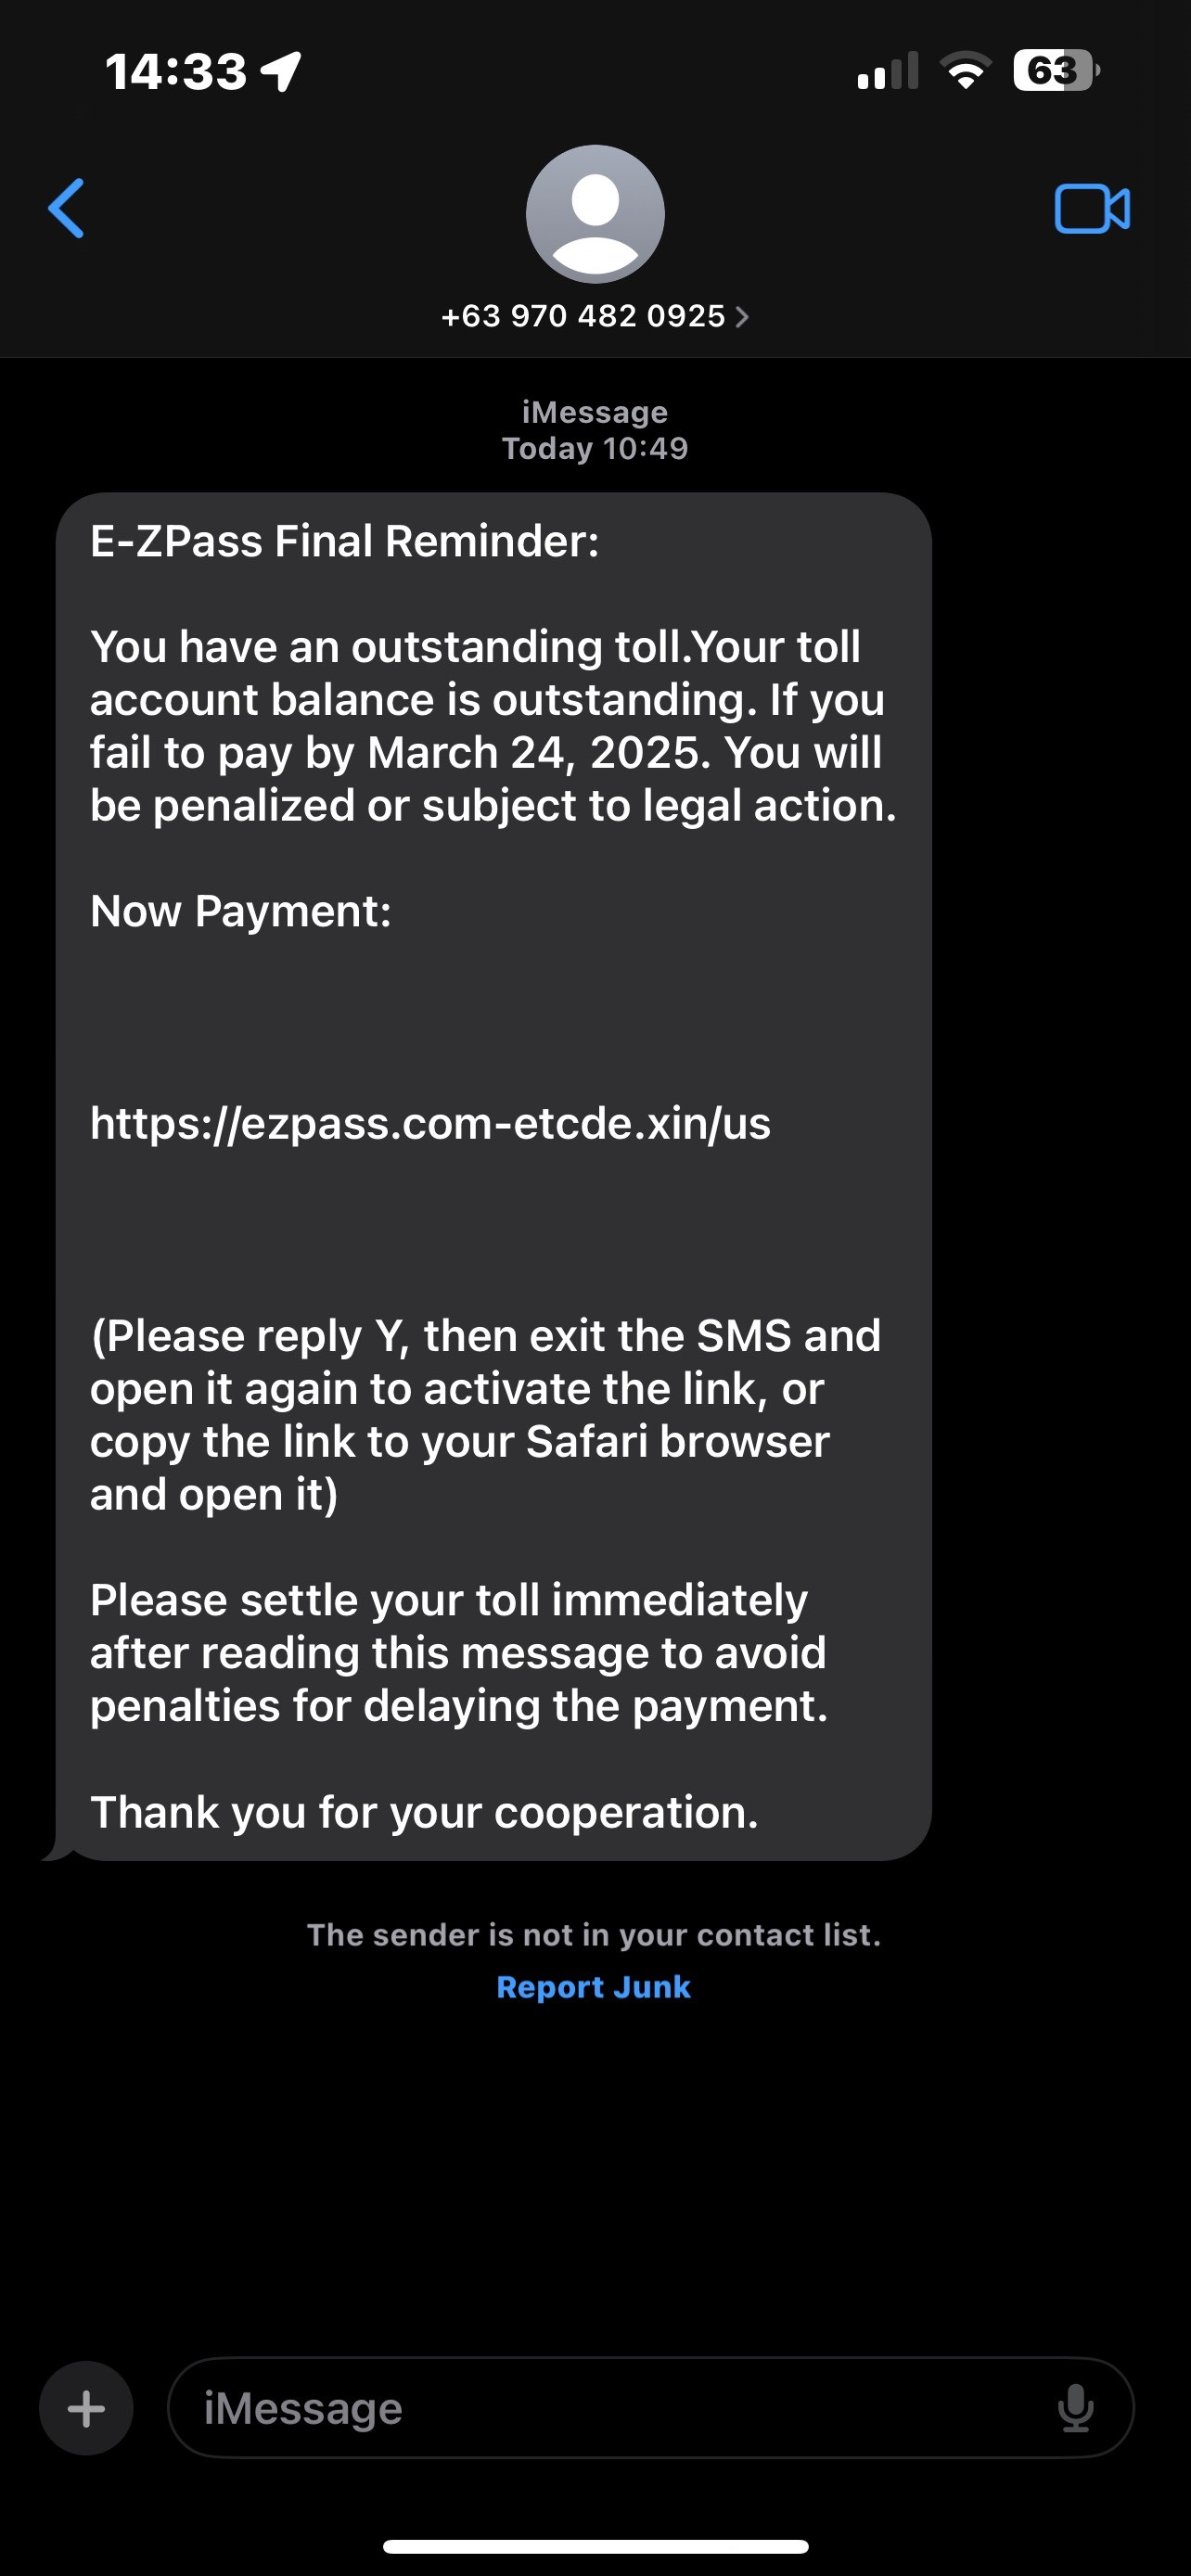 14:33
63
+63 970 482 0925
iMessage
Today 10:49
E-ZPass Final Reminder:
You have an outstanding toll.Your toll
account balance is outstanding. If you
fail to pay by March 24, 2025. You will
be penalized or subject to legal action.
Now Payment:
https://ezpass.com-etcde.xin/us
(Please reply Y, then exit the SMS and
open it again to activate the link, or
copy the link to your Safari browser
and open it)
Please settle your toll immediately
after reading this message to avoid
penalties for delaying the payment.
Thank you for your cooperation.
The sender is not in your contact list.
Report Junk
iMessage